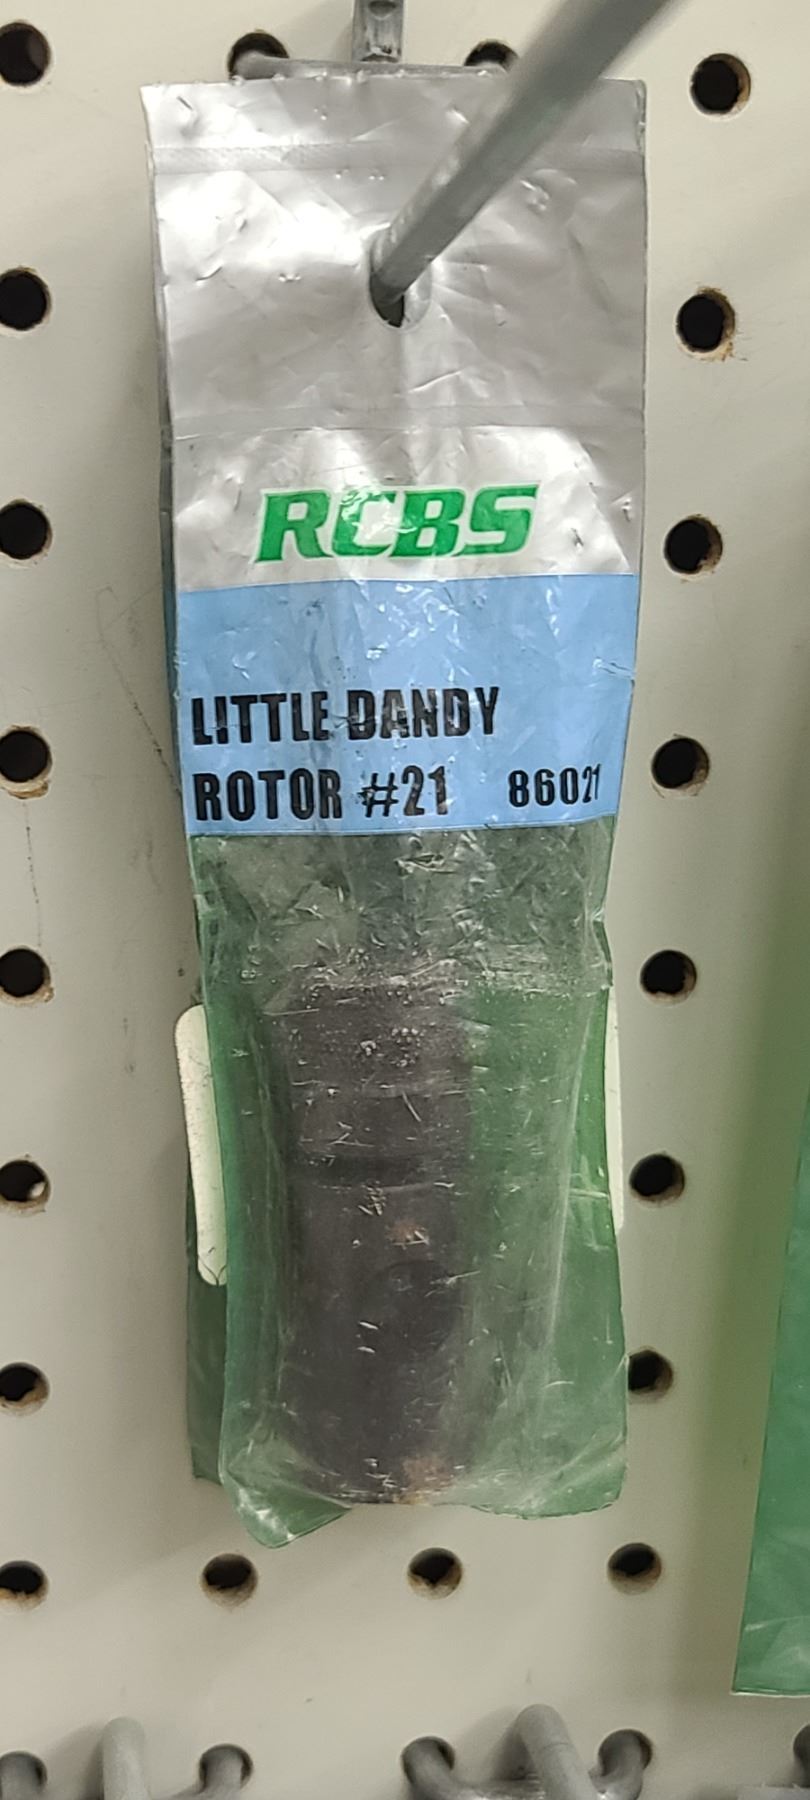 RCBS
LITTLE DANDY
ROTOR #21 86021